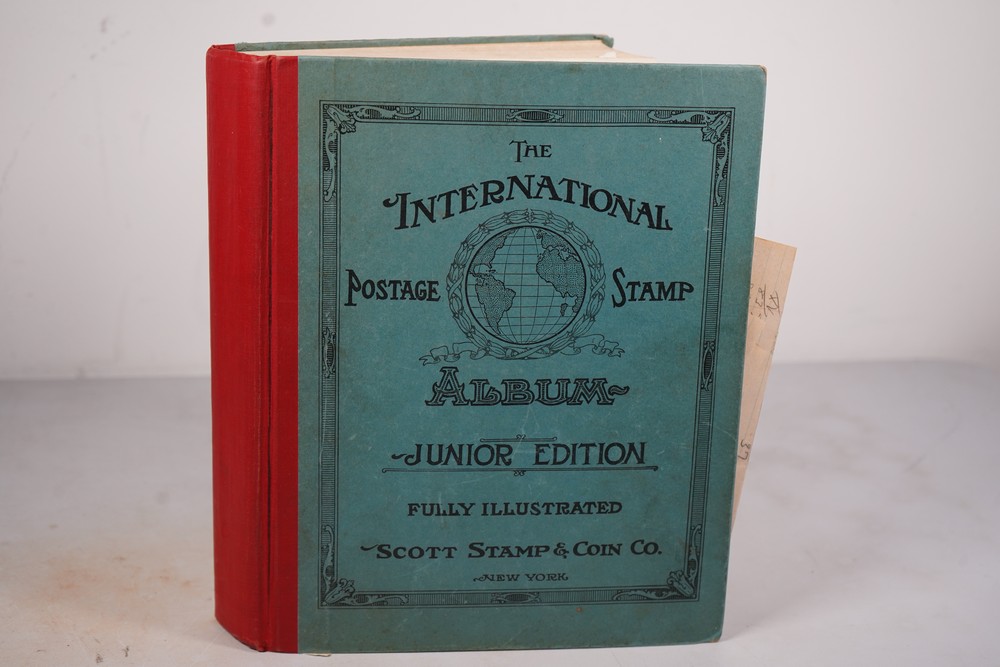 THE
INTERNATIONAL
POSTAGE STAMP
ALBUM
JUNIOR EDITION
FULLY ILLUSTRATED
SCOTT STAMP & COIN CO.
NEW YORK